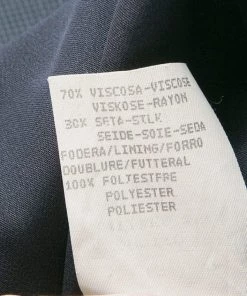 70% VISCOSA-VISCOSE
VISKOSE-RAYON
30% SETA-SILK
SEIDE-SOIE-SEDA
FODERA/LINING/FORRO
DOUBLURE/FUTTERAL
100% POLIESTERE
POLYESTER
POLIESTER